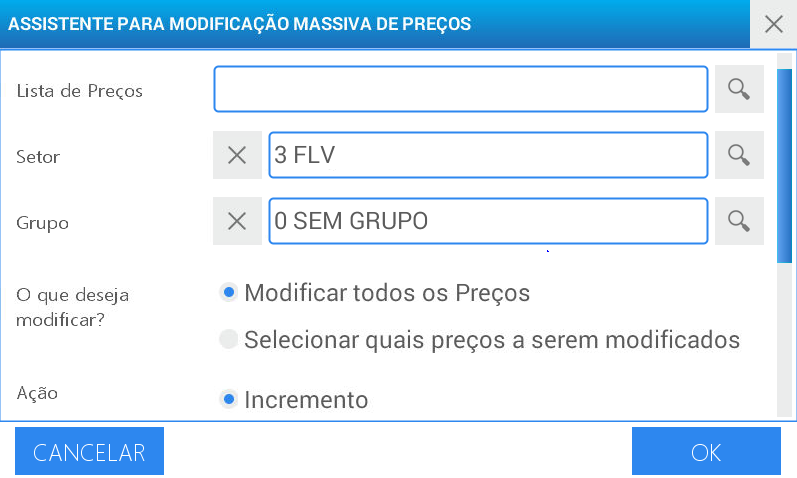 ASSISTENTE PARA MODIFICAÇÃO MASSIVA DE PREÇOS
Lista de Preços
Setor
3 FLV
Grupo
0 SEM GRUPO
O que deseja
modificar?
Modificar todos os Preços
Selecionar quais preços a serem modificados
Ação
Incremento
CANCELAR
OK